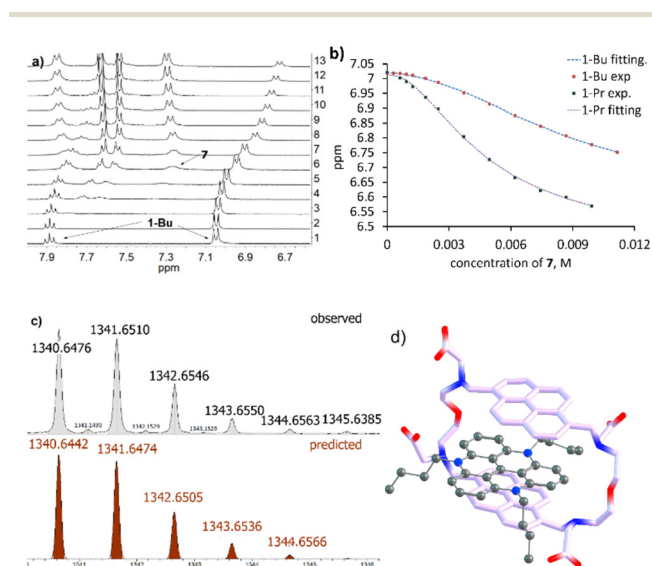 a)
13
12
11
10
9
8
7
6
5
4
3
2
1
7
1-Bu
7.9 7.7 7.5 7.3 7.1 6.9 6.7
ppm
b)
7.05
7
6.95
6.9
6.85
6.8
6.75
6.7
6.65
6.6
6.55
6.5
ppm
1-Bu fitting.
1-Bu exp
1-Pr exp.
1-Pr fitting
0 0.003 0.006 0.009 0.012
concentration of 7, M
c)
observed
1340.6476
1341.6510
1342.6546
1343.6550
1344.6563
1345.6385
predicted
1340.6442
1341.6474
1342.6505
1343.6536
1344.6566
d)